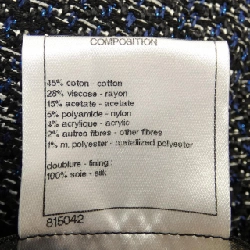 COMPOSITION
45% coton - cotton
28% viscose - rayon
15% acetate - acetate
5% polyamide - nylon
4% acrylique - acrylic
2% autres fibres - other fibres
1% m. polyester - metallized polyester
doublure - lining:
100% soie - silk
815042